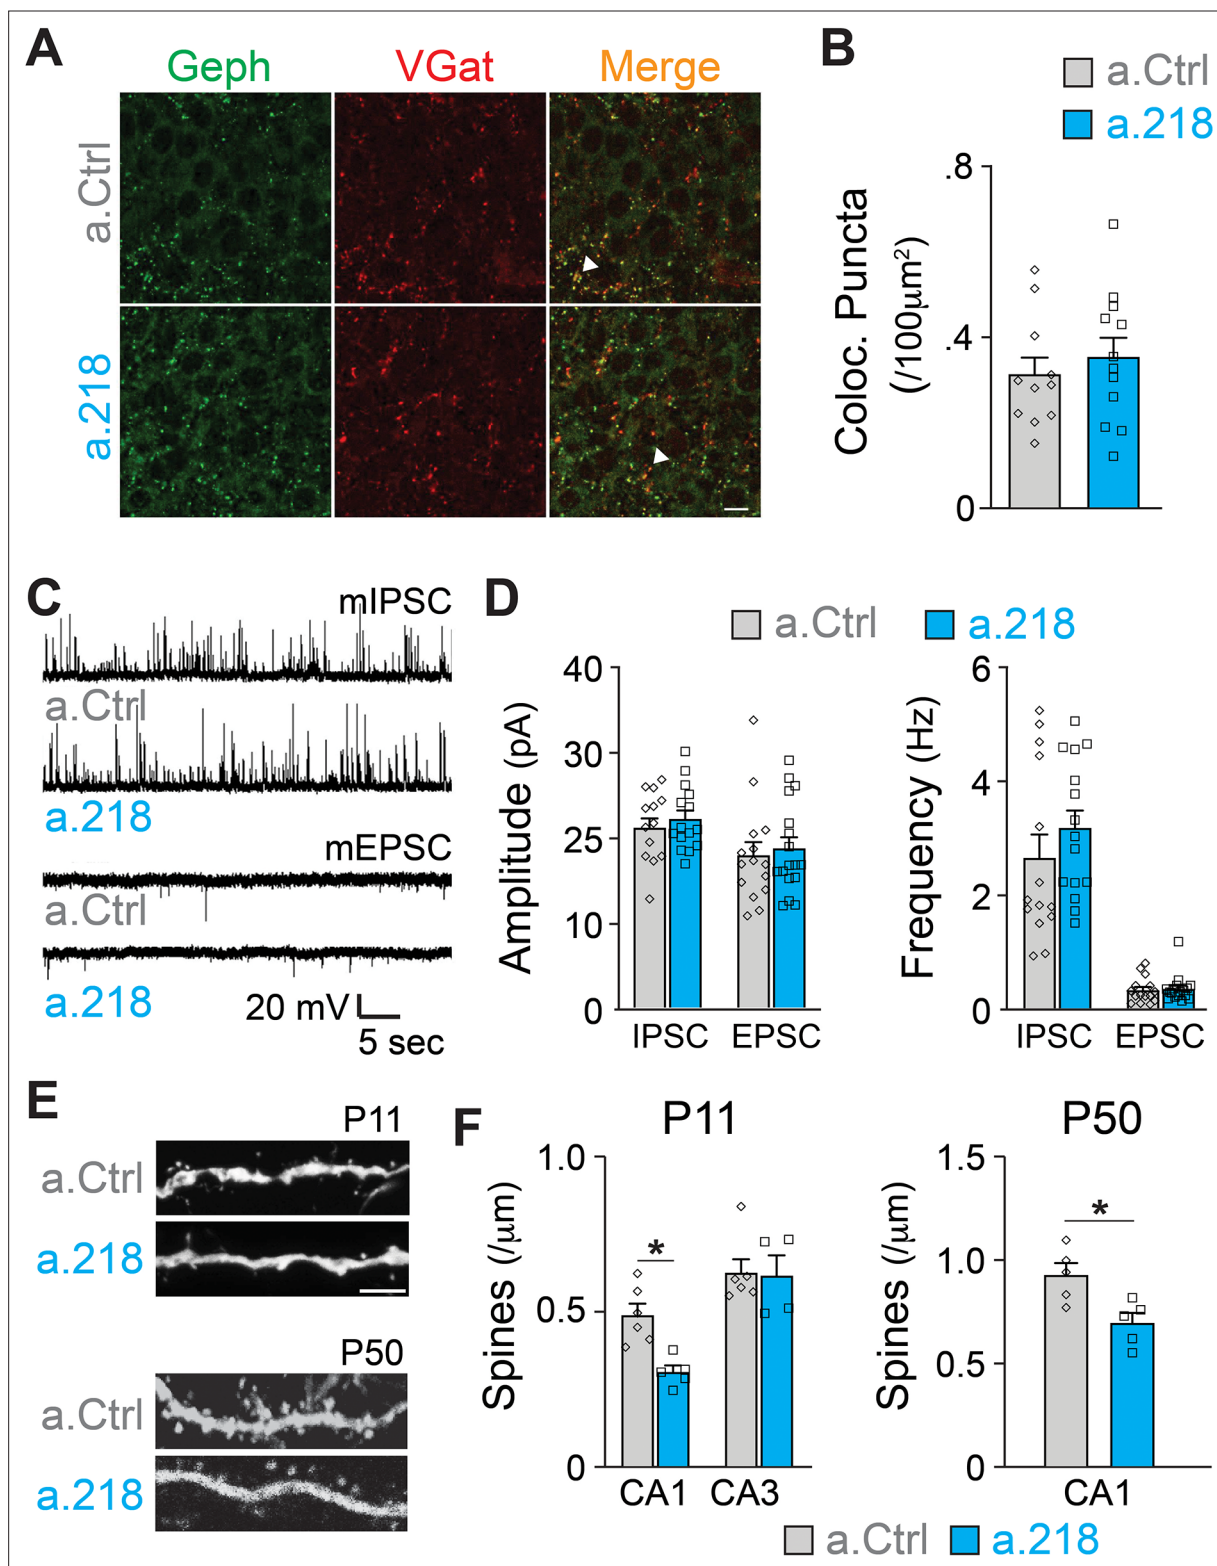 A
Geph
VGat
Merge
a.Ctrl
a.218
B
a.Ctrl
a.218
Coloc. Puncta
(/100μm²)
.8
.4
0
C
mIPSC
a.Ctrl
a.218
mEPSC
a.Ctrl
a.218
20 mV
5 sec
D
a.Ctrl
a.218
Amplitude (pA)
40
30
25
10
0
IPSC
EPSC
Frequency (Hz)
6
4
2
0
IPSC
EPSC
E
P11
a.Ctrl
a.218
P50
a.Ctrl
a.218
F
P11
Spines (/μm)
1.0
0.5
0
*
CA1
CA3
P50
Spines (/μm)
1.5
1.0
0.5
0
*
CA1
a.Ctrl
a.218